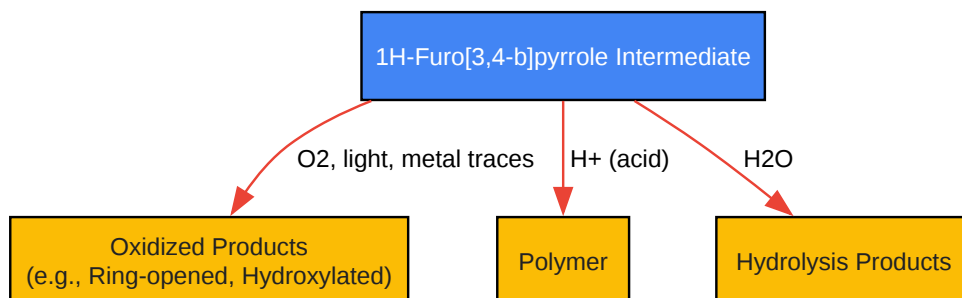 1H-Furo[3,4-b]pyrrole Intermediate
O2, light, metal traces
H+ (acid)
H2O
Oxidized Products
(e.g., Ring-opened, Hydroxylated)
Polymer
Hydrolysis Products